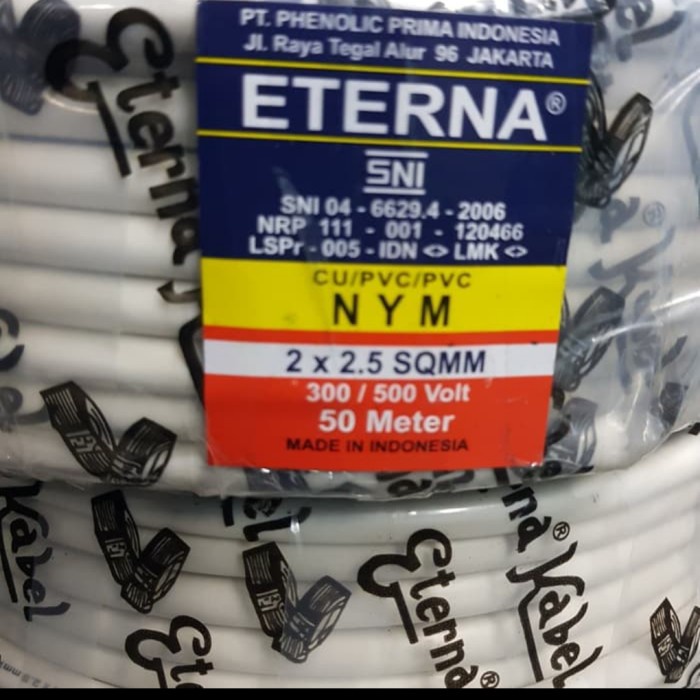 PT. PHENOLIC PRIMA INDONESIA
Jl. Raya Tegal Alur 96 JAKARTA
ETERNA®
SNI
SNI 04 - 6629.4 - 2006
NRP 111 - 001 - 120466
LSPr - 005 - IDN <> LMK <>
CU/PVC/PVC
NYM
2 x 2.5 SQMM
300 / 500 Volt
50 Meter
MADE IN INDONESIA
Eterna
Kabel
Eterna®
na® Kabel
Ete